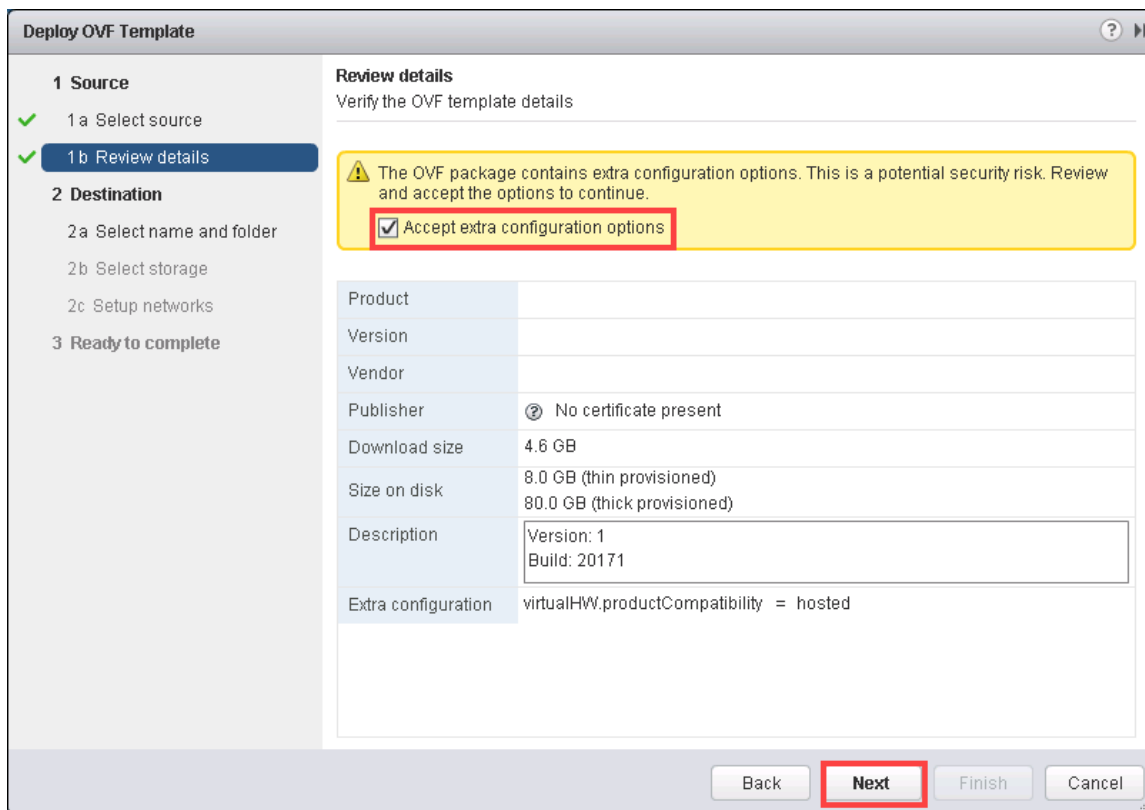 Deploy OVF Template
?
1 Source
1a Select source
1b Review details
2 Destination
2a Select name and folder
2b Select storage
2c Setup networks
3 Ready to complete
Review details
Verify the OVF template details
The OVF package contains extra configuration options. This is a potential security risk. Review
and accept the options to continue.
Accept extra configuration options
Product
Version
Vendor
Publisher ? No certificate present
Download size 4.6 GB
Size on disk
8.0 GB (thin provisioned)
80.0 GB (thick provisioned)
Description
Version: 1
Build: 20171
Extra configuration virtualHW.productCompatibility = hosted
Back Next Finish Cancel